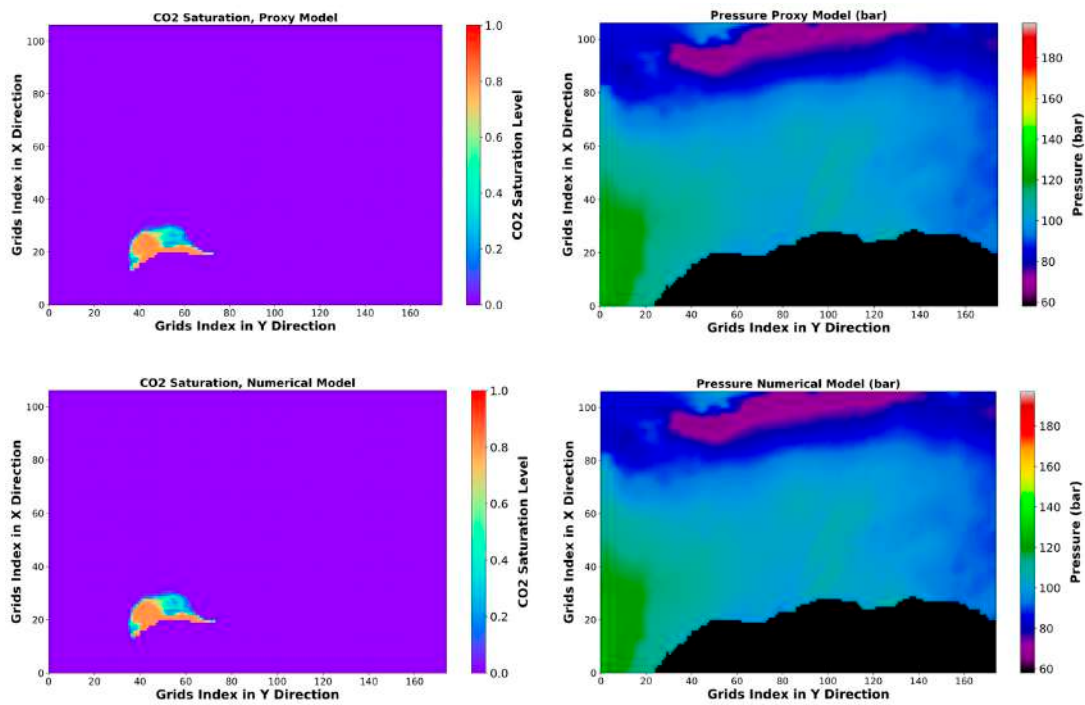 CO2 Saturation, Proxy Model
Grids Index in X Direction
100
80
60
40
20
0
0 20 40 60 80 100 120 140 160
Grids Index in Y Direction
1.0
0.8
0.6
0.4
0.2
0.0
CO2 Saturation Level
Pressure Proxy Model (bar)
Grids Index in X Direction
100
80
60
40
20
0
0 20 40 60 80 100 120 140 160
Grids Index in Y Direction
180
160
140
120
100
80
60
Pressure (bar)
CO2 Saturation, Numerical Model
Grids Index in X Direction
100
80
60
40
20
0
0 20 40 60 80 100 120 140 160
Grids Index in Y Direction
1.0
0.8
0.6
0.4
0.2
0.0
CO2 Saturation Level
Pressure Numerical Model (bar)
Grids Index in X Direction
100
80
60
40
20
0
0 20 40 60 80 100 120 140 160
Grids Index in Y Direction
180
160
140
120
100
80
60
Pressure (bar)